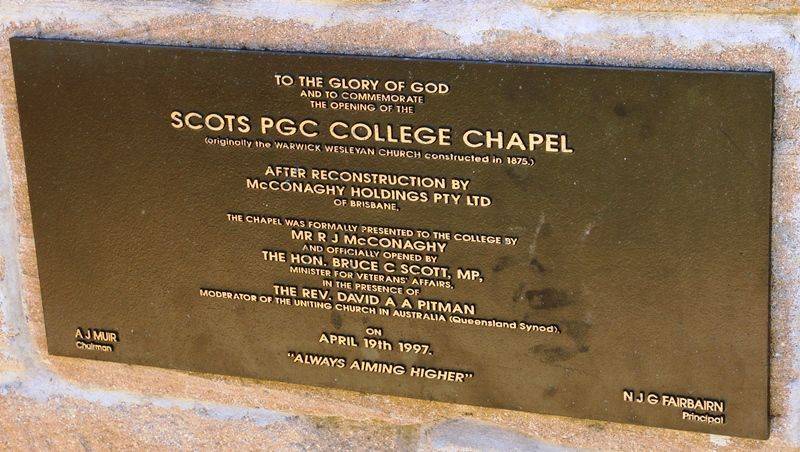 TO THE GLORY OF GOD
AND TO COMMEMORATE
THE OPENING OF THE
SCOTS PGC COLLEGE CHAPEL
(originally the WARWICK WESLEYAN CHURCH constructed in 1875.)
AFTER RECONSTRUCTION BY
McCONAGHY HOLDINGS PTY LTD
OF BRISBANE,
THE CHAPEL WAS FORMALLY PRESENTED TO THE COLLEGE BY
MR R J McCONAGHY
AND OFFICIALLY OPENED BY
THE HON. BRUCE C SCOTT, MP,
MINISTER FOR VETERANS' AFFAIRS,
IN THE PRESENCE OF
THE REV. DAVID A A PITMAN
MODERATOR OF THE UNITING CHURCH IN AUSTRALIA (Queensland Synod),
ON
APRIL 19th 1997.
"ALWAYS AIMING HIGHER"
A J MUIR
Chairman
N J G FAIRBAIRN
Principal